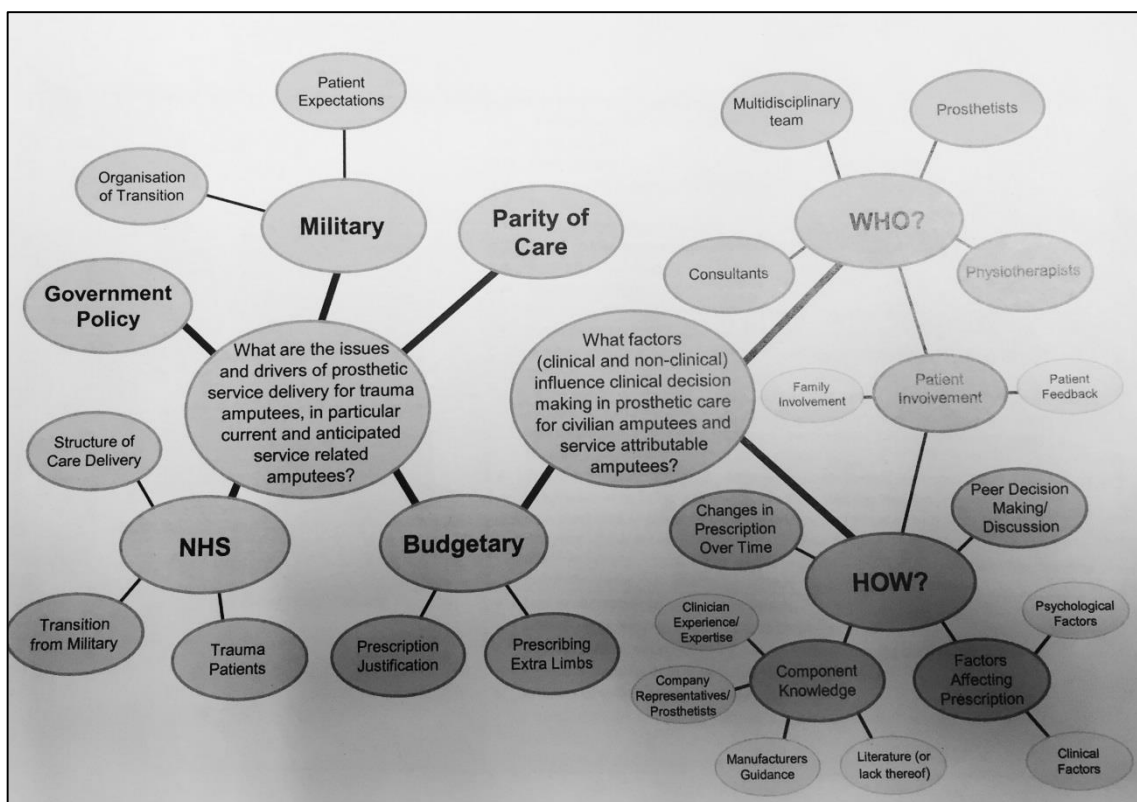 Patient
Expectations
Organisation
of Transition
Military
Parity of
Care
Government
Policy
What are the issues
and drivers of prosthetic
service delivery for trauma
amputees, in particular
current and anticipated
service related
amputees?
Structure of
Care Delivery
NHS
Transition
from Military
Trauma
Patients
Budgetary
Prescription
Justification
Prescribing
Extra Limbs
What factors
(clinical and non-clinical)
influence clinical decision
making in prosthetic care
for civilian amputees and
service attributable
amputees?
Multidisciplinary
team
Prosthetists
WHO?
Consultants
Physiotherapists
Family
Involvement
Patient
Involvement
Patient
Feedback
Changes in
Prescription
Over Time
Peer Decision
Making/
Discussion
HOW?
Clinician
Experience/
Expertise
Company
Representatives/
Prosthetists
Component
Knowledge
Manufacturers
Guidance
Literature (or
lack thereof)
Psychological
Factors
Factors
Affecting
Prescription
Clinical
Factors